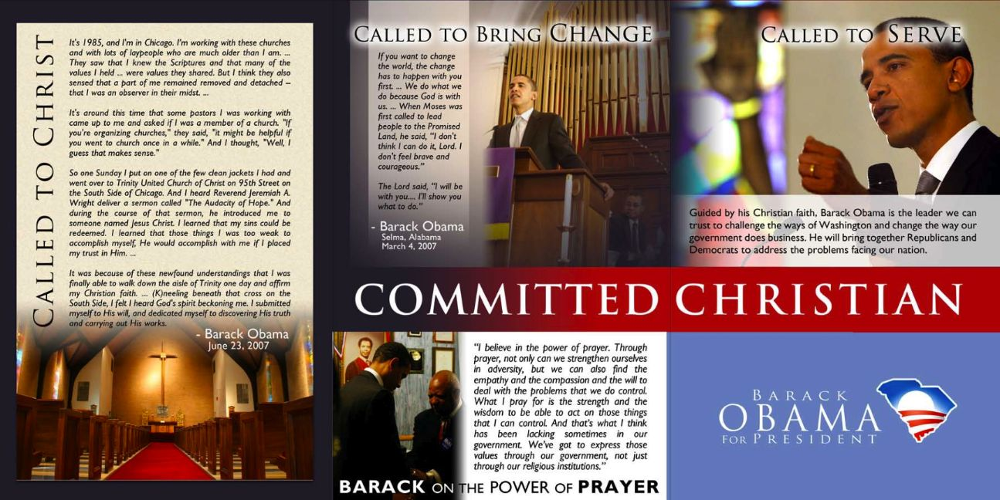 CALLED TO CHRIST
It's 1985, and I'm in Chicago. I'm working with these churches
and with lots of laypeople who are much older than I am. ...
They saw that I knew the Scriptures and that many of the
values I held ... were values they shared. But I think they also
sensed that a part of me remained removed and detached –
that I was an observer in their midst. ...
It's around this time that some pastors I was working with
came up to me and asked if I was a member of a church. "If
you're organizing churches," they said, "it might be helpful if
you went to church once in a while." And I thought, "Well, I
guess that makes sense."
So one Sunday I put on one of the few clean jackets I had and
went over to Trinity United Church of Christ on 95th Street on
the South Side of Chicago. And I heard Reverend Jeremiah A.
Wright deliver a sermon called "The Audacity of Hope." And
during the course of that sermon, he introduced me to
someone named Jesus Christ. I learned that my sins could be
redeemed. I learned that those things I was too weak to
accomplish myself, He would accomplish with me if I placed
my trust in Him. ...
It was because of these newfound understandings that I was
finally able to walk down the aisle of Trinity one day and affirm
my Christian faith. ... (K)neeling beneath that cross on the
South Side, I felt I heard God's spirit beckoning me. I submitted
myself to His will, and dedicated myself to discovering His truth
and carrying out His works.
- Barack Obama
June 23, 2007
CALLED TO BRING CHANGE
If you want to change
the world, the change
has to happen with you
first. ... We do what we
do because God is with
us. ... When Moses was
first called to lead
people to the Promised
Land, he said, "I don't
think I can do it, Lord. I
don't feel brave and
courageous."
The Lord said, "I will be
with you.... I'll show you
what to do."
- Barack Obama
Selma, Alabama
March 4, 2007
CALLED TO SERVE
Guided by his Christian faith, Barack Obama is the leader we can
trust to challenge the ways of Washington and change the way our
government does business. He will bring together Republicans and
Democrats to address the problems facing our nation.
COMMITTED CHRISTIAN
"I believe in the power of prayer. Through
prayer, not only can we strengthen ourselves
in adversity, but we can also find the
empathy and the compassion and the will to
deal with the problems that we do control.
What I pray for is the strength and the
wisdom to be able to act on those things
that I can control. And that's what I think
has been lacking sometimes in our
government. We've got to express those
values through our government, not just
through our religious institutions."
BARACK ON THE POWER OF PRAYER
BARACK
OBAMA
FOR PRESIDENT